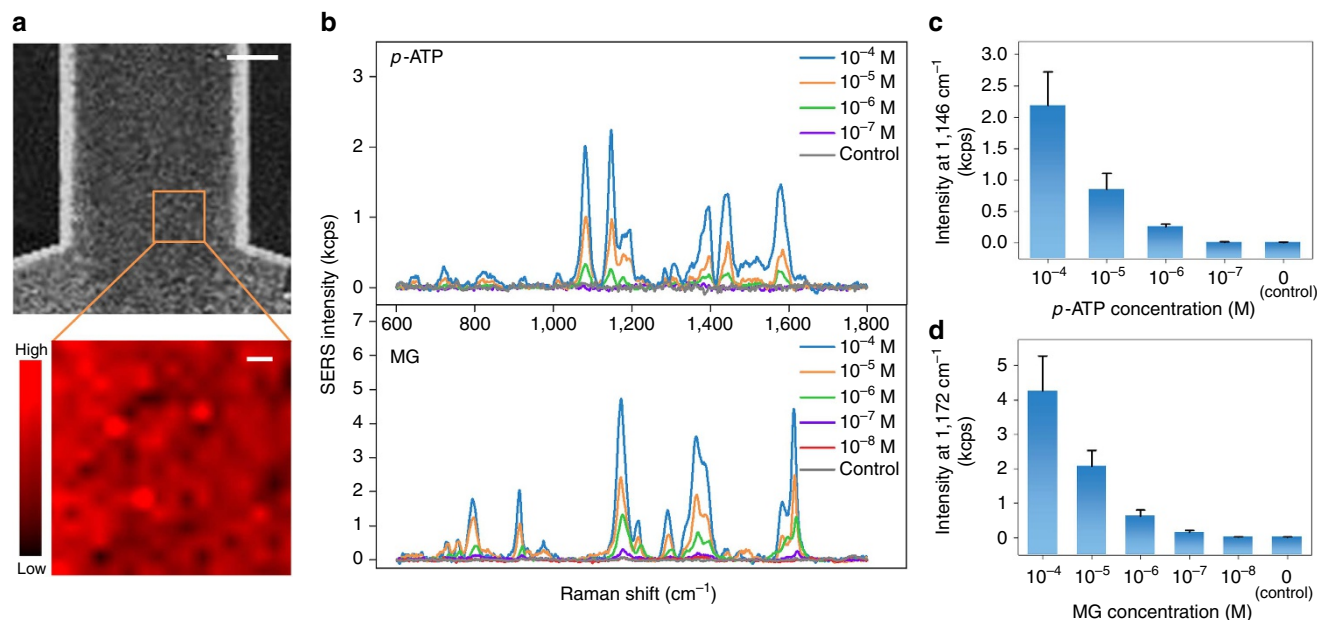 a
High
Low
b
SERS intensity (kcps)
p-ATP
3
2
1
0
10⁻⁴ M
10⁻⁵ M
10⁻⁶ M
10⁻⁷ M
Control
600
800
1,000
1,200
1,400
1,600
1,800
MG
7
6
5
4
3
2
1
0
10⁻⁴ M
10⁻⁵ M
10⁻⁶ M
10⁻⁷ M
10⁻⁸ M
Control
Raman shift (cm⁻¹)
c
Intensity at 1,146 cm⁻¹
(kcps)
3.0
2.5
2.0
1.5
1.0
0.5
0.0
10⁻⁴
10⁻⁵
10⁻⁶
10⁻⁷
0
(control)
p-ATP concentration (M)
d
Intensity at 1,172 cm⁻¹
(kcps)
5
4
3
2
1
0
10⁻⁴
10⁻⁵
10⁻⁶
10⁻⁷
10⁻⁸
0
(control)
MG concentration (M)